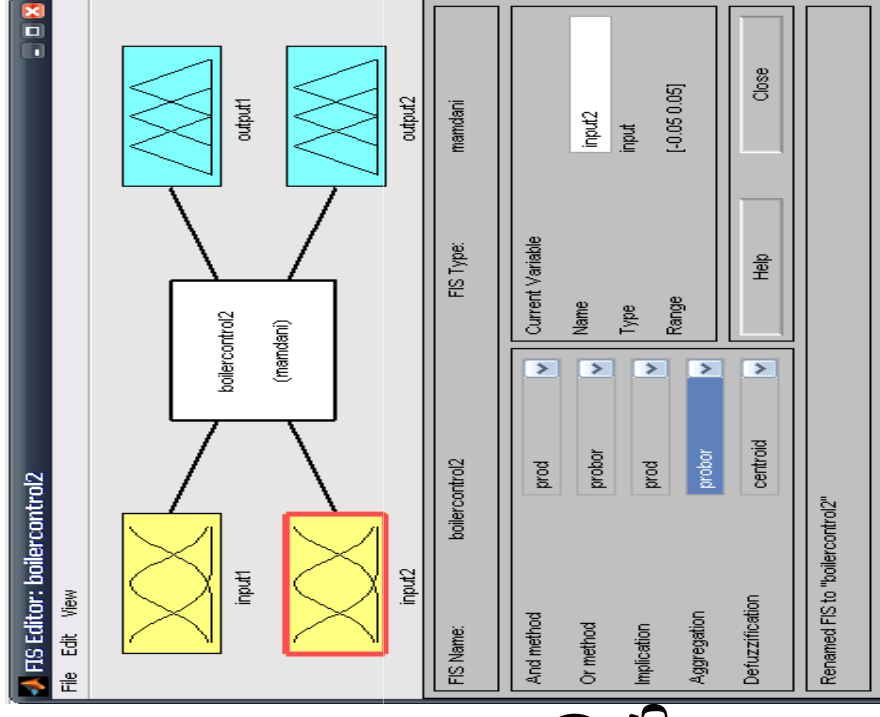 FIS Editor: boilercontrol2
File Edit View
input1
boilercontrol2
(mamdani)
output1
input2
output2
FIS Name: boilercontrol2 FIS Type: mamdani
And method prod
Or method probor
Implication prod
Aggregation probor
Defuzzification centroid
Current Variable
Name input2
Type input
Range [-0.05 0.05]
Help Close
Renamed FIS to "boilercontrol2"